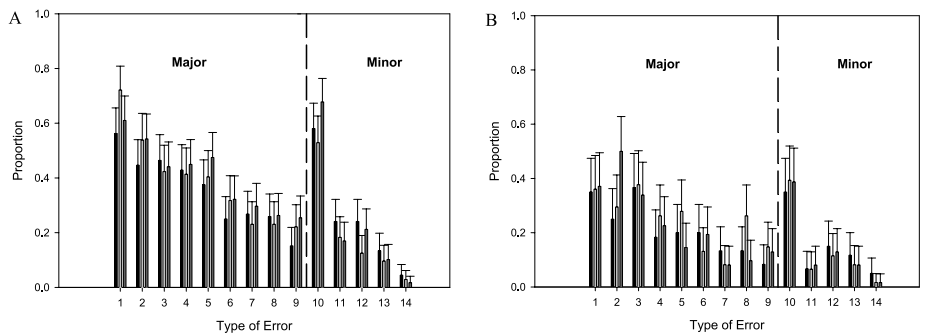 A
1.0
0.8
0.6
0.4
0.2
0.0
Proportion
Major
Minor
1 2 3 4 5 6 7 8 9 10 11 12 13 14
Type of Error
B
1.0
0.8
0.6
0.4
0.2
0.0
Proportion
Major
Minor
1 2 3 4 5 6 7 8 9 10 11 12 13 14
Type of Error